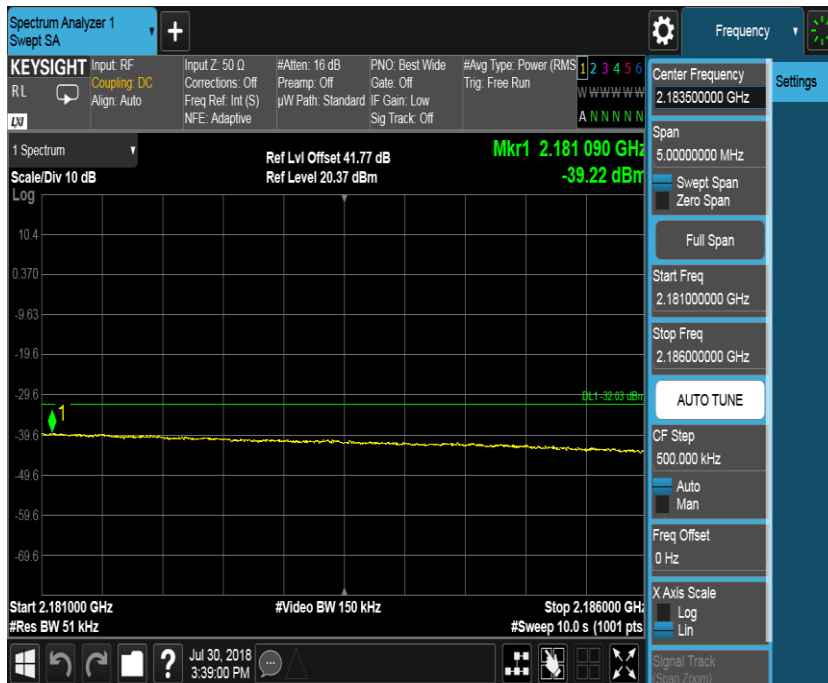 Spectrum Analyzer 1
Swept SA
+
Frequency
KEYSIGHT
RL
LXI
Input: RF
Coupling: DC
Align: Auto
Input Z: 50 Ω
Corrections: Off
Freq Ref: Int (S)
NFE: Adaptive
#Atten: 16 dB
Preamp: Off
µW Path: Standard
PNO: Best Wide
Gate: Off
IF Gain: Low
Sig Track: Off
#Avg Type: Power (RMS
Trig: Free Run
1 2 3 4 5 6
W W W W W W
A N N N N N
1 Spectrum
Scale/Div 10 dB
Log
Ref Lvl Offset 41.77 dB
Ref Level 20.37 dBm
Mkr1 2.181 090 GHz
-39.22 dBm
10.4
0.370
-9.63
-19.6
-29.6
-39.6
-49.6
-59.6
-69.6
DL1 -32.03 dBm
1
Start 2.181000 GHz
#Res BW 51 kHz
#Video BW 150 kHz
Stop 2.186000 GHz
#Sweep 10.0 s (1001 pts
Center Frequency
2.183500000 GHz
Span
5.00000000 MHz
Swept Span
Zero Span
Full Span
Start Freq
2.181000000 GHz
Stop Freq
2.186000000 GHz
AUTO TUNE
CF Step
500.000 kHz
Auto
Man
Freq Offset
0 Hz
X Axis Scale
Log
Lin
Signal Track
(Span Zoom)
Settings
?
Jul 30, 2018
3:39:00 PM